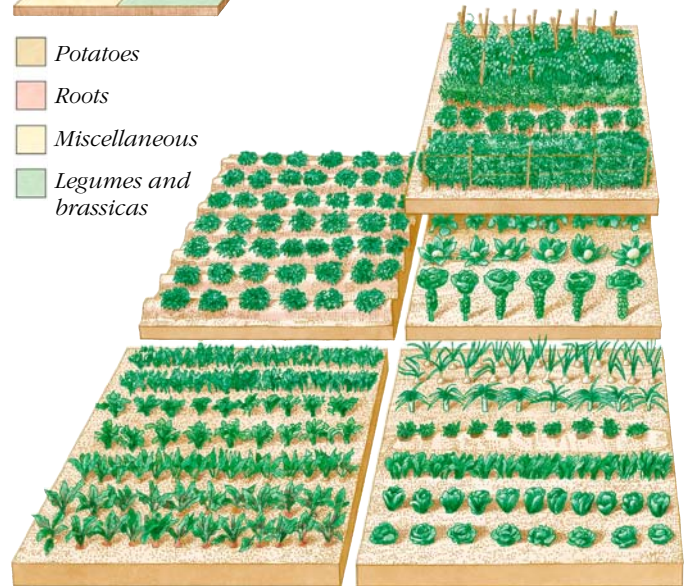 Potatoes
Roots
Miscellaneous
Legumes and
brassicas